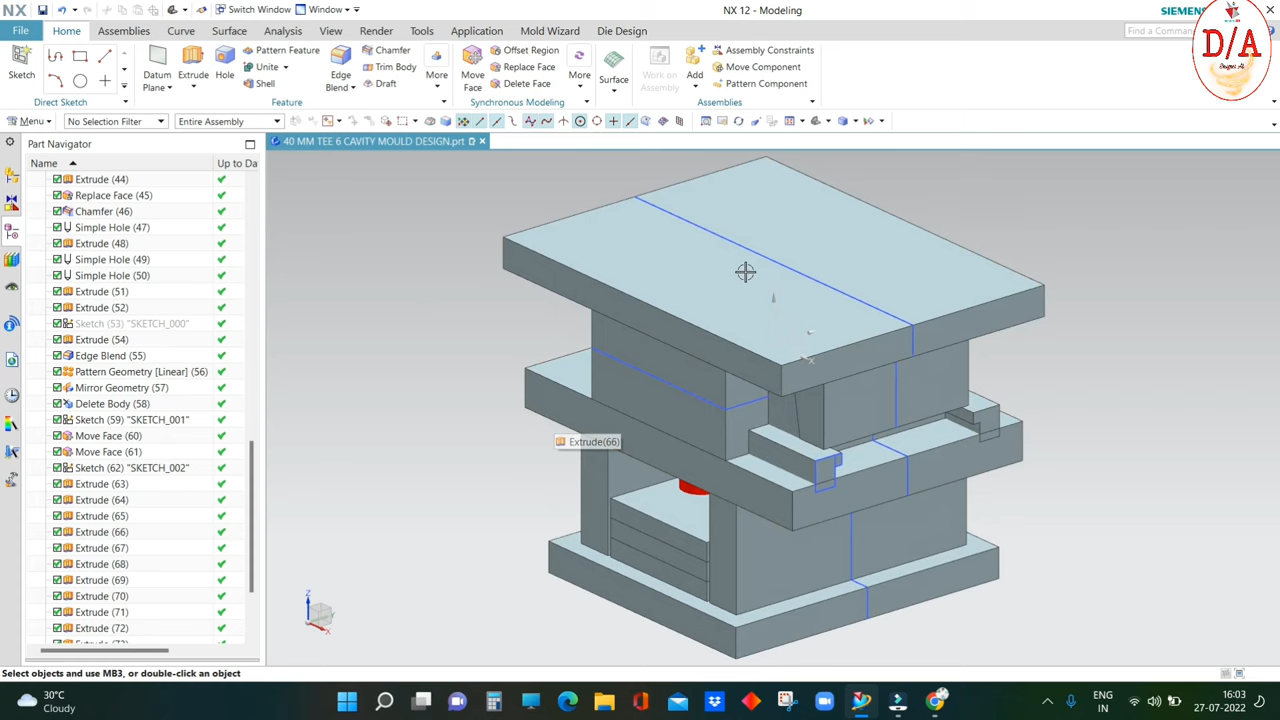 NX
Switch Window
Window
NX 12 - Modeling
SIEMENS
File
Home
Assemblies
Curve
Surface
Analysis
View
Render
Tools
Application
Mould Wizard
Die Design
Find a Command
D/A
Sketch
Direct Sketch
Datum Plane
Extrude
Hole
Pattern Feature
Unite
Shell
Edge Blend
Chamfer
Trim Body
Draft
More
Feature
Move Face
Offset Region
Replace Face
Delete Face
More
Synchronous Modeling
Surface
Work on Assembly
Add
Assembly Constraints
Move Component
Pattern Component
Assemblies
Menu
No Selection Filter
Entire Assembly
Part Navigator
40 MM TEE 6 CAVITY MOULD DESIGN.prt
Name
Up to Da
Extrude (44)
Replace Face (45)
Chamfer (46)
Simple Hole (47)
Extrude (48)
Simple Hole (49)
Simple Hole (50)
Extrude (51)
Extrude (52)
Sketch (53) "SKETCH_000"
Extrude (54)
Edge Blend (55)
Pattern Geometry [Linear] (56)
Mirror Geometry (57)
Delete Body (58)
Sketch (59) "SKETCH_001"
Move Face (60)
Move Face (61)
Sketch (62) "SKETCH_002"
Extrude (63)
Extrude (64)
Extrude (65)
Extrude (66)
Extrude (67)
Extrude (68)
Extrude (69)
Extrude (70)
Extrude (71)
Extrude (72)
Extrude(66)
Z
X
Select objects and use MB3, or double-click an object
30°C
Cloudy
ENG
IN
16:03
27-07-2022